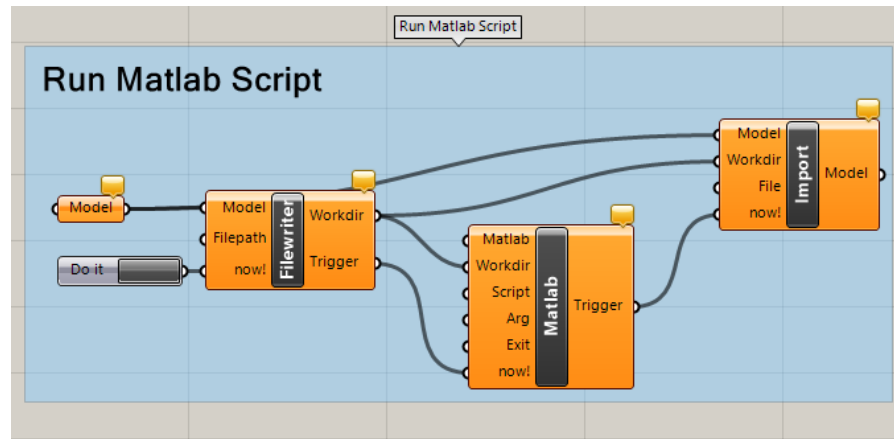 Run Matlab Script
Run Matlab Script
Model
Do it
Model
Filepath
now!
Filewriter
Workdir
Trigger
Matlab
Workdir
Script
Arg
Exit
now!
Matlab
Trigger
Model
Workdir
File
now!
Import
Model